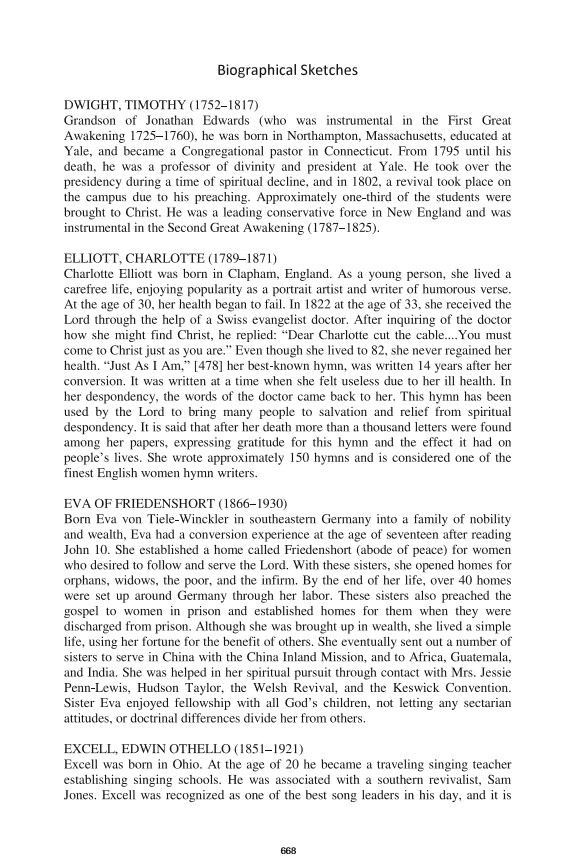 Biographical Sketches
DWIGHT, TIMOTHY (1752–1817)
Grandson of Jonathan Edwards (who was instrumental in the First Great
Awakening 1725–1760), he was born in Northampton, Massachusetts, educated at
Yale, and became a Congregational pastor in Connecticut. From 1795 until his
death, he was a professor of divinity and president at Yale. He took over the
presidency during a time of spiritual decline, and in 1802, a revival took place on
the campus due to his preaching. Approximately one-third of the students were
brought to Christ. He was a leading conservative force in New England and was
instrumental in the Second Great Awakening (1787–1825).
ELLIOTT, CHARLOTTE (1789–1871)
Charlotte Elliott was born in Clapham, England. As a young person, she lived a
carefree life, enjoying popularity as a portrait artist and writer of humorous verse.
At the age of 30, her health began to fail. In 1822 at the age of 33, she received the
Lord through the help of a Swiss evangelist doctor. After inquiring of the doctor
how she might find Christ, he replied: “Dear Charlotte cut the cable....You must
come to Christ just as you are.” Even though she lived to 82, she never regained her
health. “Just As I Am,” [478] her best-known hymn, was written 14 years after her
conversion. It was written at a time when she felt useless due to her ill health. In
her despondency, the words of the doctor came back to her. This hymn has been
used by the Lord to bring many people to salvation and relief from spiritual
despondency. It is said that after her death more than a thousand letters were found
among her papers, expressing gratitude for this hymn and the effect it had on
people’s lives. She wrote approximately 150 hymns and is considered one of the
finest English women hymn writers.
EVA OF FRIEDENSHORT (1866–1930)
Born Eva von Tiele-Winckler in southeastern Germany into a family of nobility
and wealth, Eva had a conversion experience at the age of seventeen after reading
John 10. She established a home called Friedenshort (abode of peace) for women
who desired to follow and serve the Lord. With these sisters, she opened homes for
orphans, widows, the poor, and the infirm. By the end of her life, over 40 homes
were set up around Germany through her labor. These sisters also preached the
gospel to women in prison and established homes for them when they were
discharged from prison. Although she was brought up in wealth, she lived a simple
life, using her fortune for the benefit of others. She eventually sent out a number of
sisters to serve in China with the China Inland Mission, and to Africa, Guatemala,
and India. She was helped in her spiritual pursuit through contact with Mrs. Jessie
Penn-Lewis, Hudson Taylor, the Welsh Revival, and the Keswick Convention.
Sister Eva enjoyed fellowship with all God’s children, not letting any sectarian
attitudes, or doctrinal differences divide her from others.
EXCELL, EDWIN OTHELLO (1851–1921)
Excell was born in Ohio. At the age of 20 he became a traveling singing teacher
establishing singing schools. He was associated with a southern revivalist, Sam
Jones. Excell was recognized as one of the best song leaders in his day, and it is
668